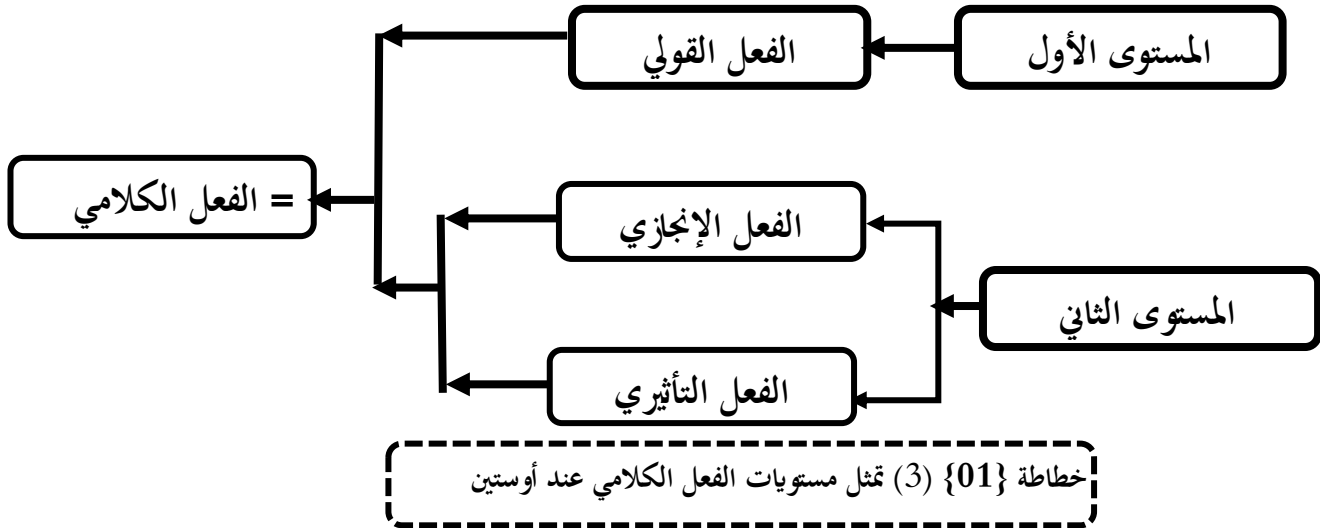 المستوى الأول
الفعل القولي
= الفعل الكلامي
الفعل الإنجازي
المستوى الثاني
الفعل التأثيري
خطاطة {01} (3) تمثل مستويات الفعل الكلامي عند أوستين